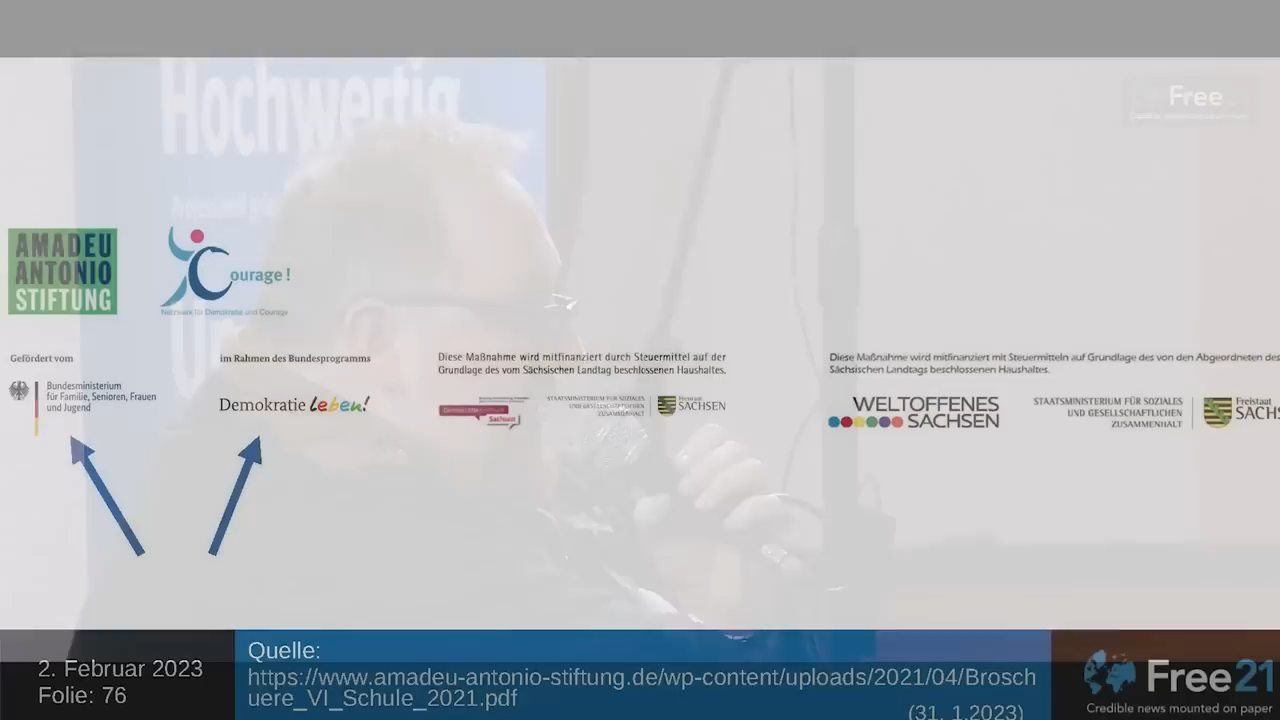 Hochwertig
Free21
AMADEU
ANTONIO
STIFTUNG
Courage !
Netzwerk für Demokratie und Courage
Gefördert vom
Bundesministerium
für Familie, Senioren, Frauen
und Jugend
im Rahmen des Bundesprogramms
Demokratie leben!
Diese Maßnahme wird mitfinanziert durch Steuermittel auf der
Grundlage des vom Sächsischen Landtag beschlossenen Haushaltes.
STAATSMINISTERIUM FÜR SOZIALES
UND GESELLSCHAFTLICHEN
ZUSAMMENHALT
Freistaat
SACHSEN
Diese Maßnahme wird mitfinanziert mit Steuermitteln auf Grundlage des von den Abgeordneten des
Sächsischen Landtags beschlossenen Haushaltes.
WELTOFFENES
SACHSEN
STAATSMINISTERIUM FÜR SOZIALES
UND GESELLSCHAFTLICHEN
ZUSAMMENHALT
Freistaat
SACHS
2. Februar 2023
Folie: 76
Quelle:
https://www.amadeu-antonio-stiftung.de/wp-content/uploads/2021/04/Brosch
uere_VI_Schule_2021.pdf
(31. 1.2023)
Free21
Credible news mounted on paper